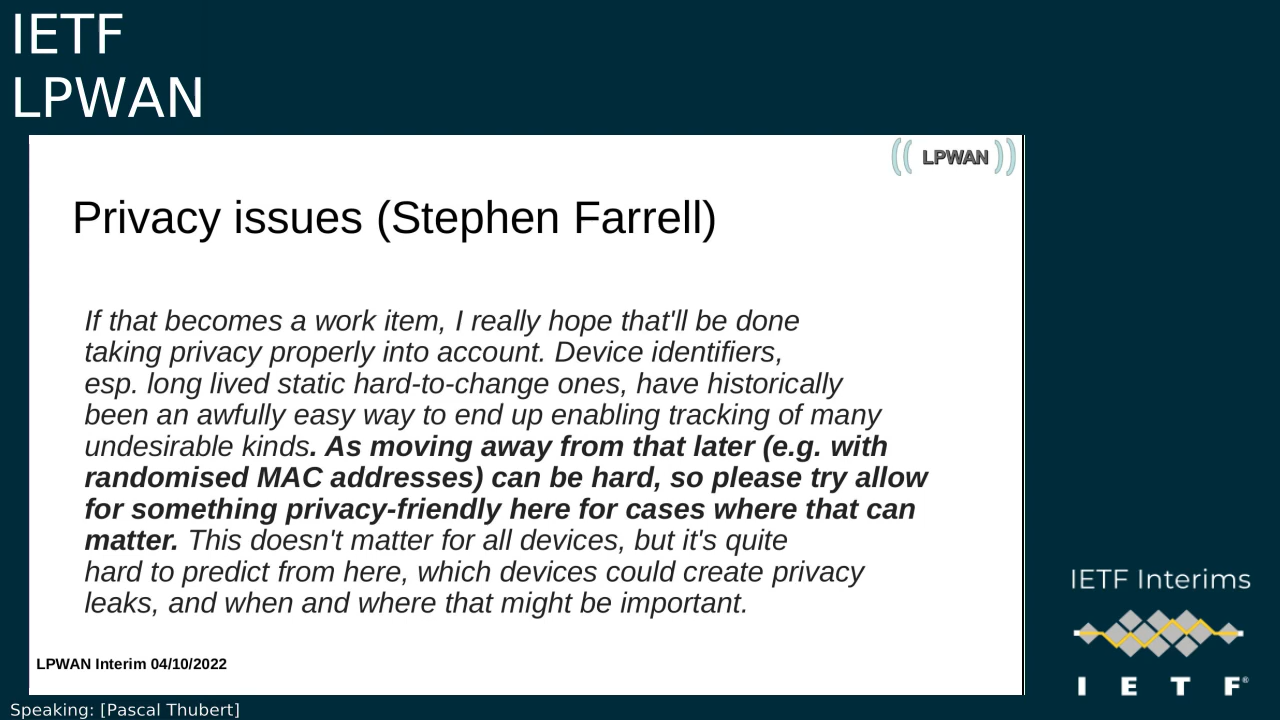 IETF
LPWAN
LPWAN
Privacy issues (Stephen Farrell)
If that becomes a work item, I really hope that'll be done
taking privacy properly into account. Device identifiers,
esp. long lived static hard-to-change ones, have historically
been an awfully easy way to end up enabling tracking of many
undesirable kinds. As moving away from that later (e.g. with
randomised MAC addresses) can be hard, so please try allow
for something privacy-friendly here for cases where that can
matter. This doesn't matter for all devices, but it's quite
hard to predict from here, which devices could create privacy
leaks, and when and where that might be important.
LPWAN Interim 04/10/2022
IETF Interims
I E T F®
Speaking: [Pascal Thubert]